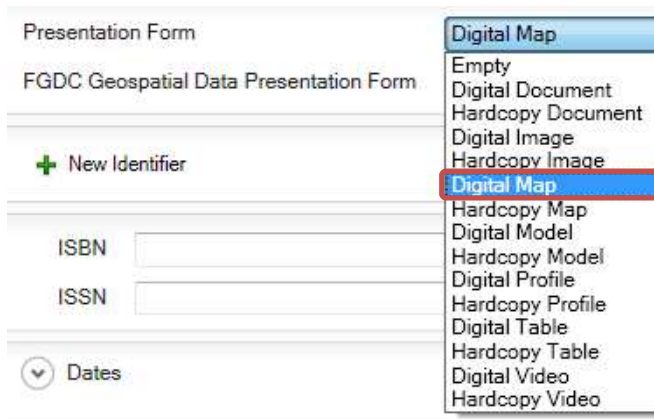 Presentation Form
Digital Map
FGDC Geospatial Data Presentation Form
Empty
Digital Document
Hardcopy Document
Digital Image
Hardcopy Image
Digital Map
Hardcopy Map
Digital Model
Hardcopy Model
Digital Profile
Hardcopy Profile
Digital Table
Hardcopy Table
Digital Video
Hardcopy Video
New Identifier
ISBN
ISSN
Dates